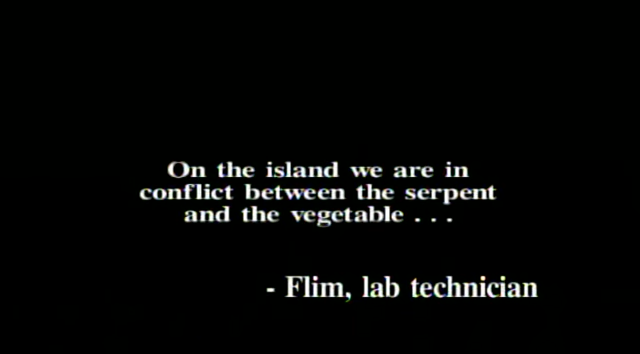 On the island we are in
conflict between the serpent
and the vegetable . . .
- Flim, lab technician